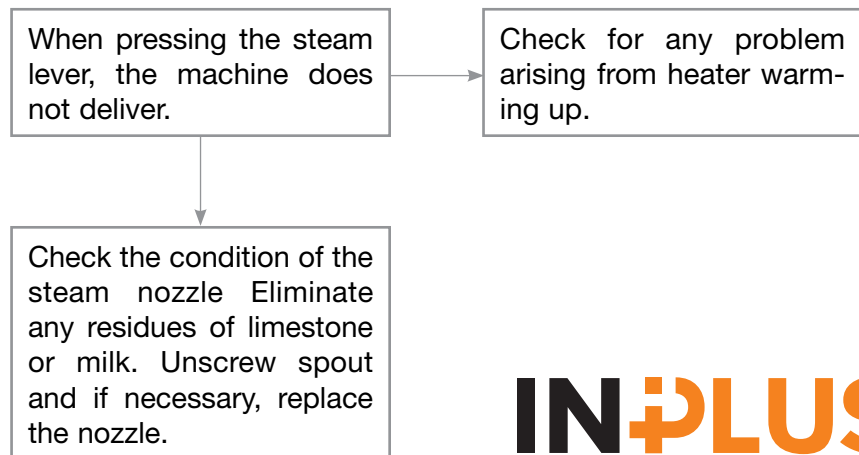 When pressing the steam
lever, the machine does
not deliver.
Check for any problem
arising from heater warm-
ing up.
Check the condition of the
steam nozzle Eliminate
any residues of limestone
or milk. Unscrew spout
and if necessary, replace
the nozzle.
INPLUS